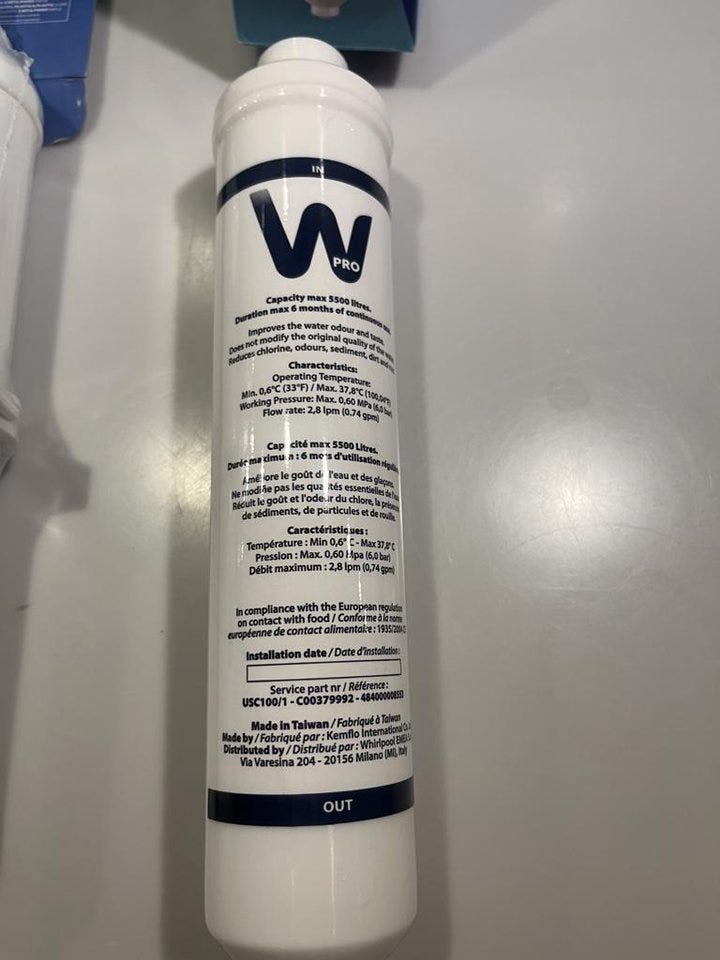 IN
W
PRO
Capacity max 5500 litres.
Duration max 6 months of continuous
Improves the water odour and taste.
Does not modify the original quality of the
Reduces chlorine, odours, sediment, dirt and
Characteristics:
Operating Temperature:
Min. 0,6°C (33°F) / Max. 37,8°C (100,04°F)
Working Pressure: Max. 0,60 MPa (6,0 bar)
Flow rate: 2,8 lpm (0.74 gpm)
Capacité max 5500 Litres.
Durée maximum : 6 mois d'utilisation
Améliore le goût de l'eau et des glaçons.
Ne modifie pas les qualités essentielles de
Réduit le goût et l'odeur du chlore, la
de sédiments, de particules et de rouille.
Caractéristiques :
Température : Min 0,6° C - Max 37,8° C
Pression : Max. 0,60 Mpa (6,0 bar)
Débit maximum : 2,8 lpm (0,74 gpm)
In compliance with the European regulation
on contact with food / Conforme à la norme
européenne de contact alimentaire : 1935/2004
Installation date / Date d'installation:
Service part nr / Référence :
USC100/1 - C00379992 - 484000008553
Made in Taiwan / Fabriqué à Taiwan
Made by / Fabriqué par : Kemflo International Co.
Distributed by / Distribué par : Whirlpool EMEA
Via Varesina 204 - 20156 Milano (MI), Italy
OUT